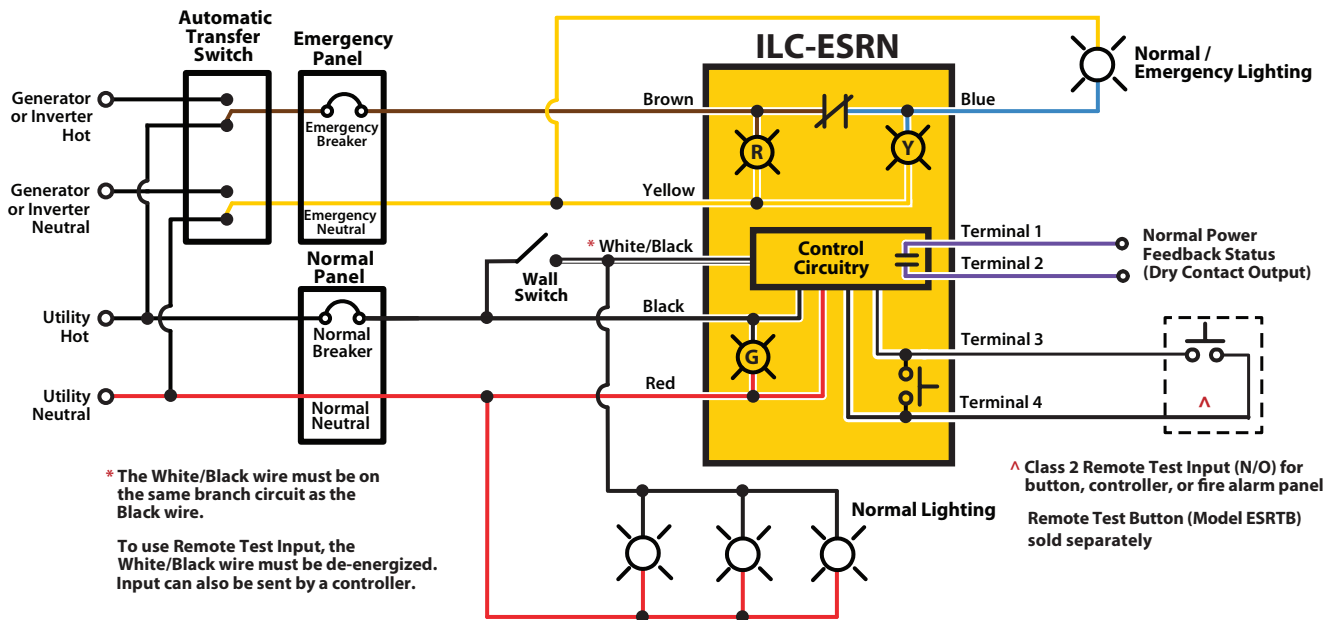 Automatic
Transfer
Switch
Emergency
Panel
ILC-ESRN
Normal /
Emergency Lighting
Generator
or Inverter
Hot
Brown
Blue
Emergency
Breaker
R
Y
Generator
or Inverter
Neutral
Yellow
Emergency
Neutral
* White/Black
Control
Circuitry
Terminal 1
Terminal 2
Normal Power
Feedback Status
(Dry Contact Output)
Normal
Panel
Wall
Switch
Utility
Hot
Normal
Breaker
Black
G
Terminal 3
Utility
Neutral
Normal
Neutral
Red
Terminal 4
^
* The White/Black wire must be on
the same branch circuit as the
Black wire.
To use Remote Test Input, the
White/Black wire must be de-energized.
Input can also be sent by a controller.
Normal Lighting
^ Class 2 Remote Test Input (N/O) for
button, controller, or fire alarm panel
Remote Test Button (Model ESRTB)
sold separately